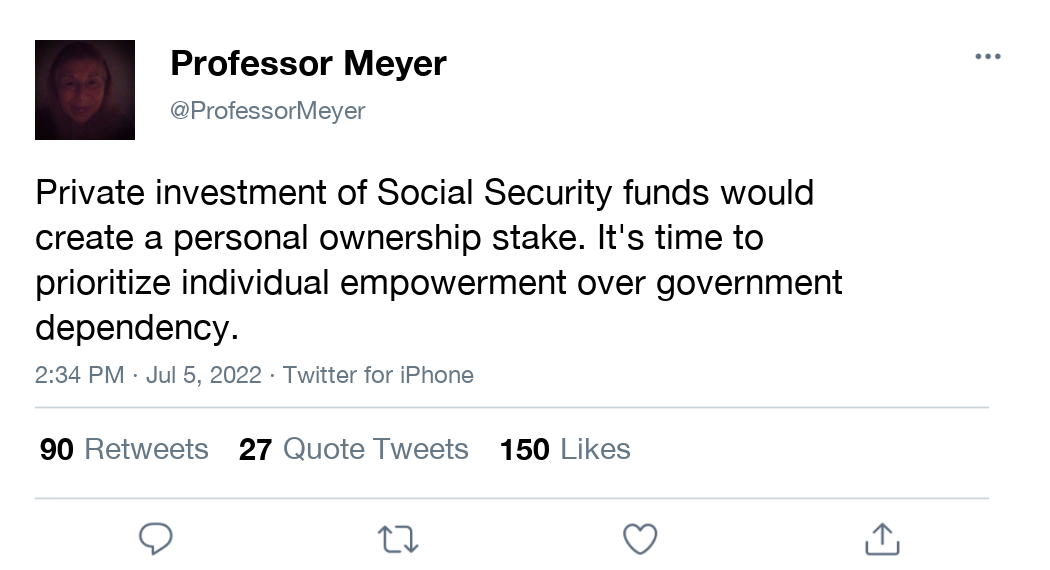 Professor Meyer
@ProfessorMeyer
Private investment of Social Security funds would
create a personal ownership stake. It's time to
prioritize individual empowerment over government
dependency.
2:34 PM · Jul 5, 2022 · Twitter for iPhone
90 Retweets 27 Quote Tweets 150 Likes